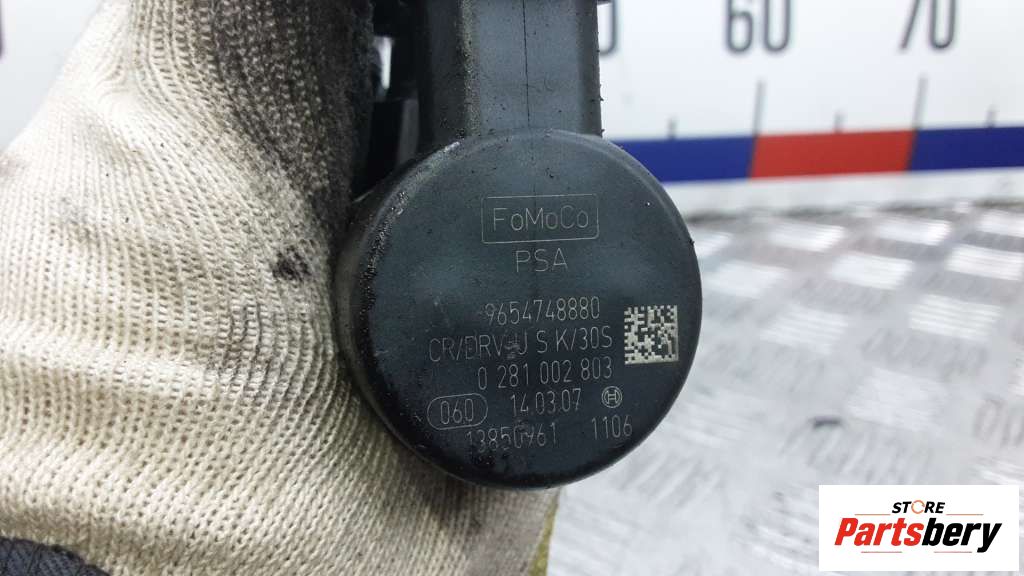 60 70
FoMoCo
PSA
9654748880
CR/DRV-U S K/30S
0 281 002 803
060 14.03.07
13850961 1106
STORE
Partsbery